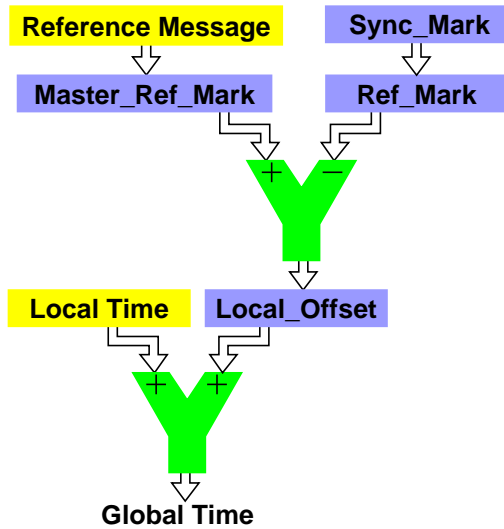 Reference Message
Sync_Mark
Master_Ref_Mark
Ref_Mark
+ −
Local Time
Local_Offset
+ +
Global Time